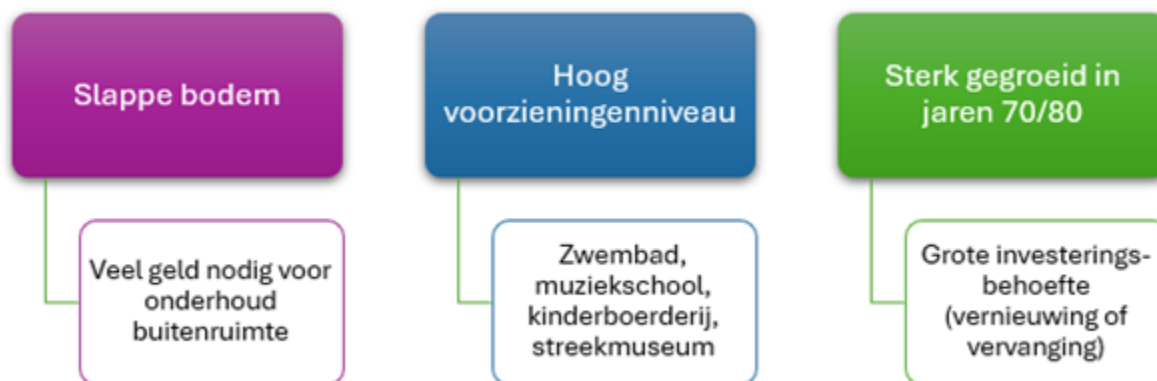 Slappe bodem
Veel geld nodig voor
onderhoud
buitenruimte
Hoog
voorzieningenniveau
Zwembad,
muziekschool,
kinderboerderij,
streekmuseum
Sterk gegroeid in
jaren 70/80
Grote investerings-
behoefte
(vernieuwing of
vervanging)